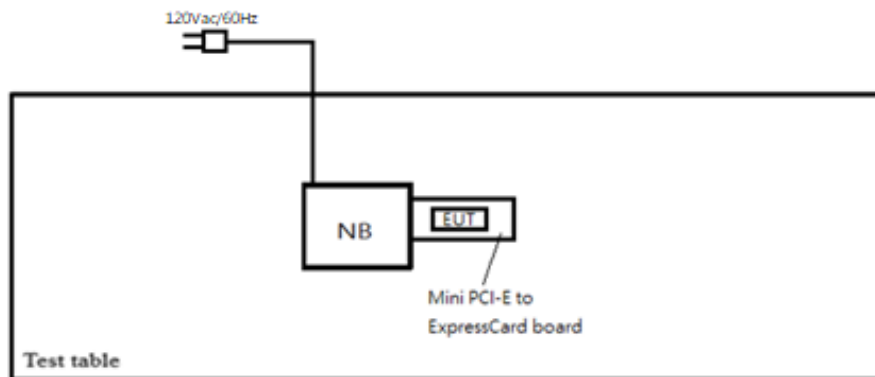 120Vac/60Hz
NB
EUT
Mini PCI-E to
ExpressCard board
Test table